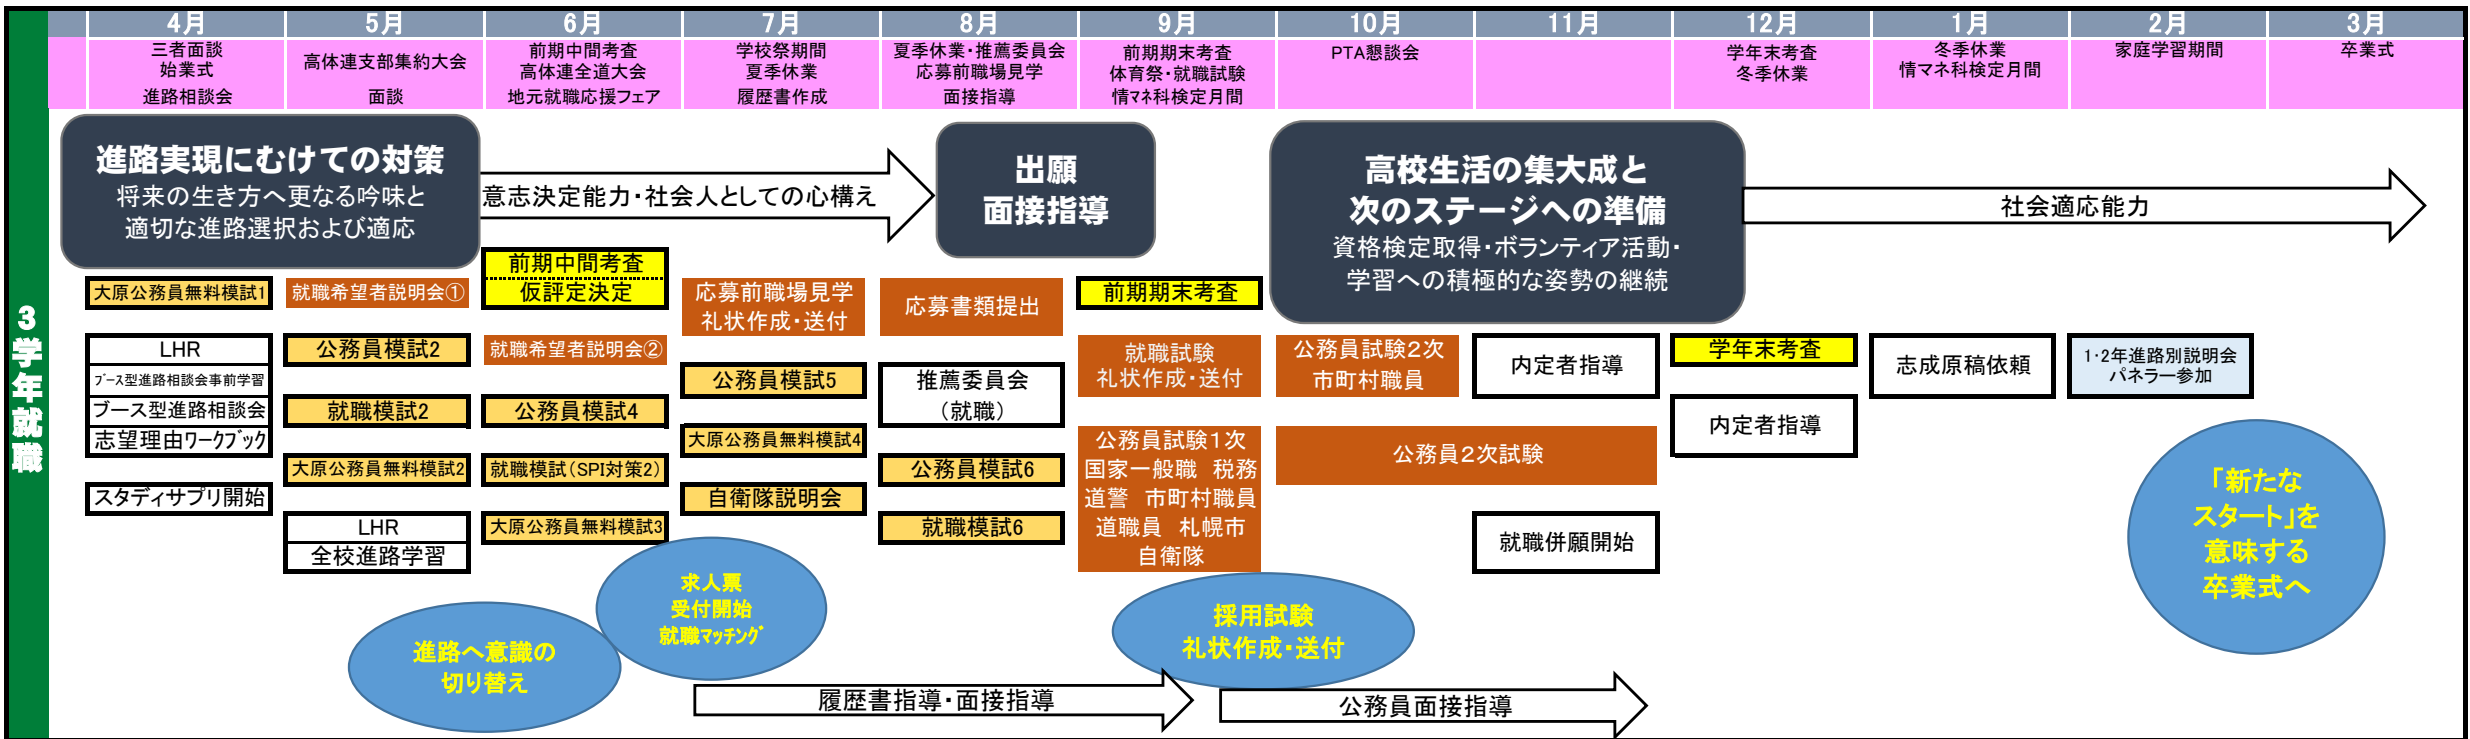 4月
5月
6月
7月
8月
9月
10月
11月
12月
1月
2月
3月
三者面談
始業式
進路相談会
高体連支部集約大会
面談
前期中間考査
高体連全道大会
地元就職応援フェア
学校祭期間
夏季休業
履歴書作成
夏季休業・推薦委員会
応募前職場見学
面接指導
前期期末考査
体育祭・就職試験
情マネ科検定月間
PTA懇談会
学年末考査
冬季休業
冬季休業
情マネ科検定月間
家庭学習期間
卒業式
3学年就職
進路実現にむけての対策
将来の生き方へ更なる吟味と
適切な進路選択および適応
意志決定能力・社会人としての心構え
出願
面接指導
高校生活の集大成と
次のステージへの準備
資格検定取得・ボランティア活動・
学習への積極的な姿勢の継続
社会適応能力
大原公務員無料模試1
LHR
ブース型進路相談会事前学習
ブース型進路相談会
志望理由ワークブック
スタディサプリ開始
就職希望者説明会①
公務員模試2
就職模試2
大原公務員無料模試2
LHR
全校進路学習
前期中間考査
仮評定決定
就職希望者説明会②
公務員模試4
就職模試(SPI対策2)
大原公務員無料模試3
応募前職場見学
礼状作成・送付
公務員模試5
大原公務員無料模試4
自衛隊説明会
応募書類提出
推薦委員会
(就職)
公務員模試6
就職模試6
前期期末考査
就職試験
礼状作成・送付
公務員試験1次
国家一般職 税務
道警 市町村職員
道職員 札幌市
自衛隊
公務員試験2次
市町村職員
公務員2次試験
内定者指導
就職併願開始
学年末考査
内定者指導
志成原稿依頼
1・2年進路別説明会
パネラー参加
進路へ意識の
切り替え
求人票
受付開始
就職マッチング
採用試験
礼状作成・送付
「新たな
スタート」を
意味する
卒業式へ
履歴書指導・面接指導
公務員面接指導